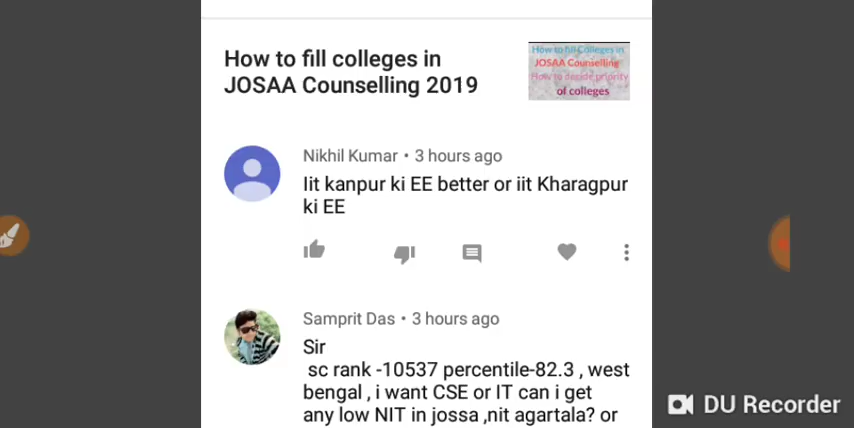 How to fill colleges in
JOSAA Counselling 2019
How to fill Colleges in
JOSAA Counselling
How to decide priority
of colleges
Nikhil Kumar • 3 hours ago
Iit kanpur ki EE better or iit Kharagpur
ki EE
Samprit Das • 3 hours ago
Sir
sc rank -10537 percentile-82.3 , west
bengal , i want CSE or IT can i get
any low NIT in jossa ,nit agartala? or
DU Recorder